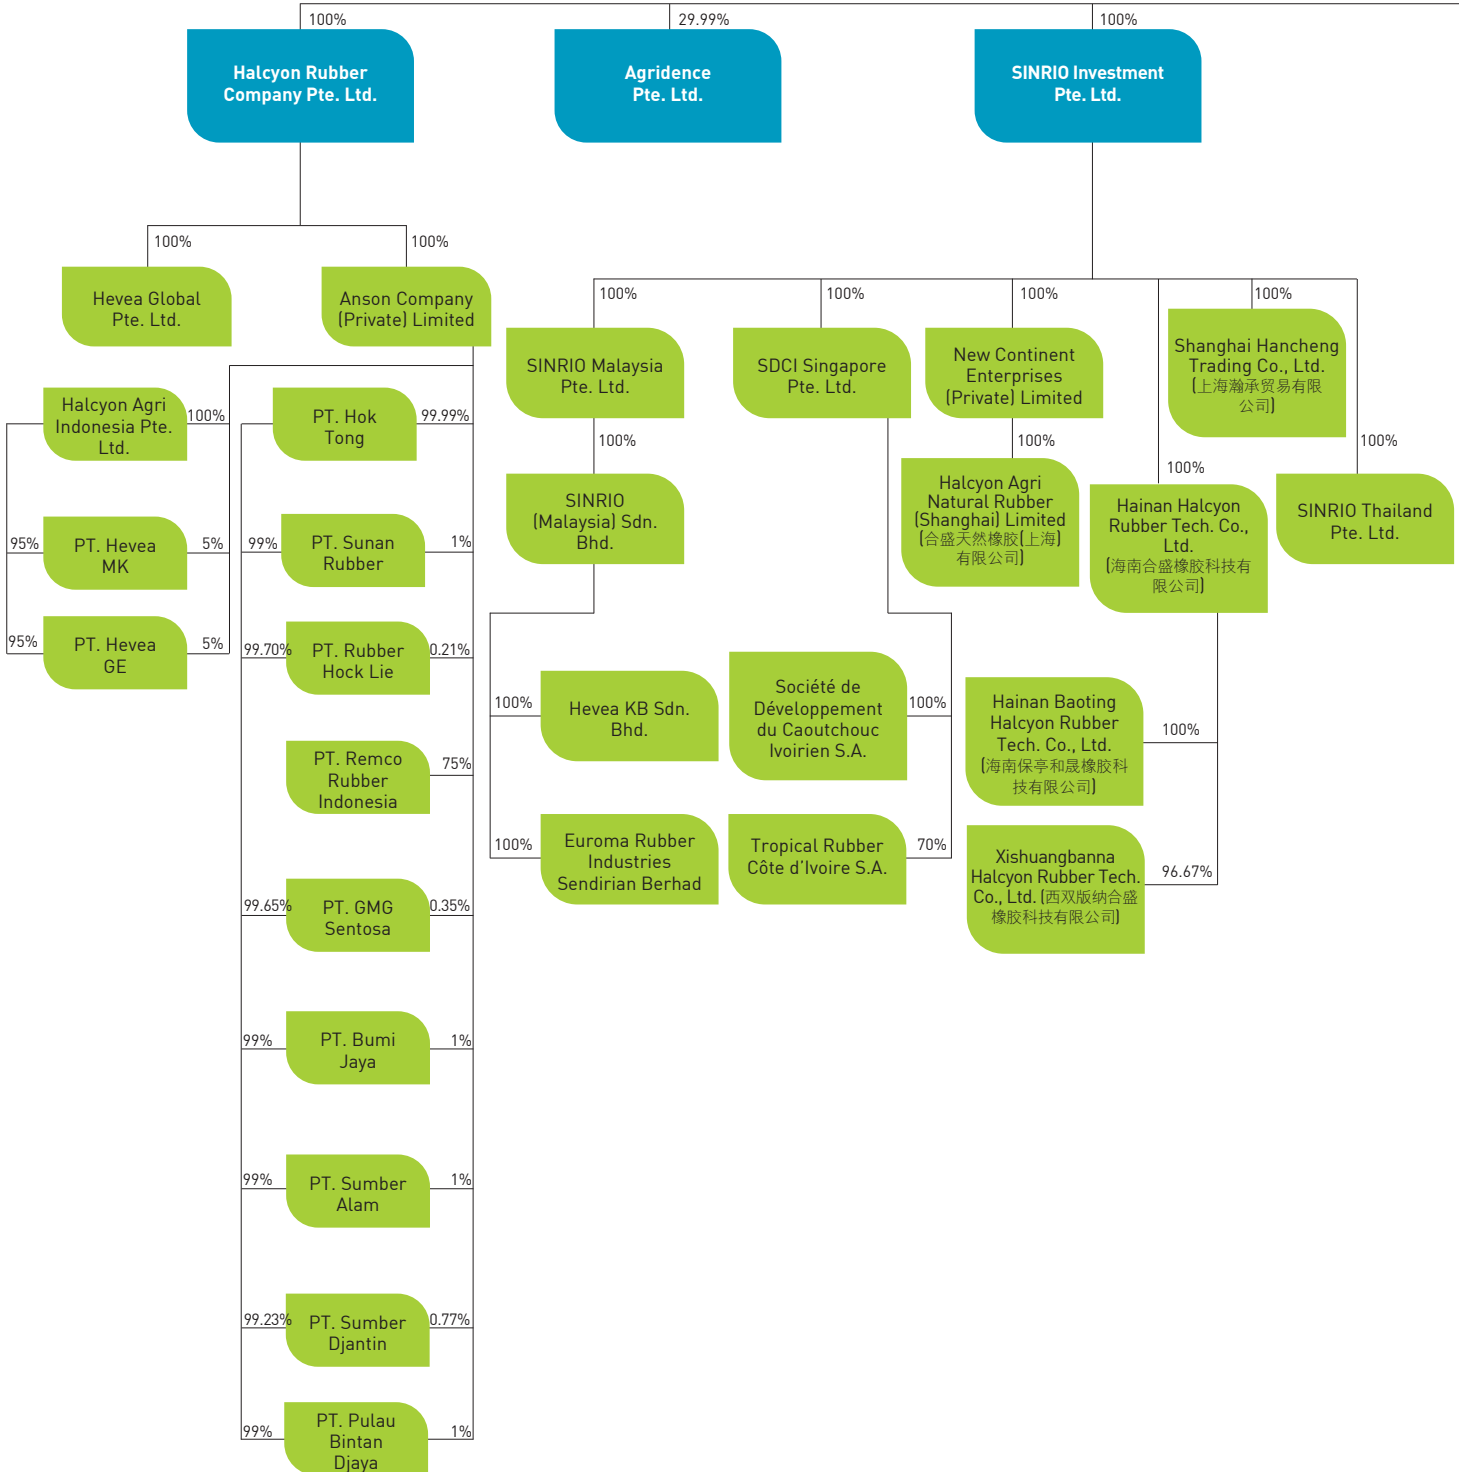 100%
29.99%
100%
Halcyon Rubber
Company Pte. Ltd.
Agridence
Pte. Ltd.
SINRIO Investment
Pte. Ltd.
100%
100%
Hevea Global
Pte. Ltd.
Anson Company
(Private) Limited
100%
100%
100%
100%
SINRIO Malaysia
Pte. Ltd.
SDCI Singapore
Pte. Ltd.
New Continent
Enterprises
(Private) Limited
Shanghai Hancheng
Trading Co., Ltd.
(上海瀚承贸易有限
公司)
Halcyon Agri
Indonesia Pte.
Ltd.
100%
PT. Hok
Tong
99.99%
100%
100%
100%
100%
SINRIO
(Malaysia) Sdn.
Bhd.
Halcyon Agri
Natural Rubber
(Shanghai) Limited
(合盛天然橡胶(上海)
有限公司)
Hainan Halcyon
Rubber Tech. Co.,
Ltd.
(海南合盛橡胶科技有
限公司)
SINRIO Thailand
Pte. Ltd.
95%
PT. Hevea
MK
5%
99%
PT. Sunan
Rubber
1%
95%
PT. Hevea
GE
5%
99.70%
PT. Rubber
Hock Lie
0.21%
100%
Hevea KB Sdn.
Bhd.
Société de
Développement
du Caoutchouc
Ivoirien S.A.
100%
Hainan Baoting
Halcyon Rubber
Tech. Co., Ltd.
(海南保亭和晟橡胶科
技有限公司)
100%
PT. Remco
Rubber
Indonesia
75%
100%
Euroma Rubber
Industries
Sendirian Berhad
Tropical Rubber
Côte d'Ivoire S.A.
70%
Xishuangbanna
Halcyon Rubber Tech.
Co., Ltd. (西双版纳合盛
橡胶科技有限公司)
96.67%
99.65%
PT. GMG
Sentosa
0.35%
99%
PT. Bumi
Jaya
1%
99%
PT. Sumber
Alam
1%
99.23%
PT. Sumber
Djantin
0.77%
99%
PT. Pulau
Bintan
Djaya
1%